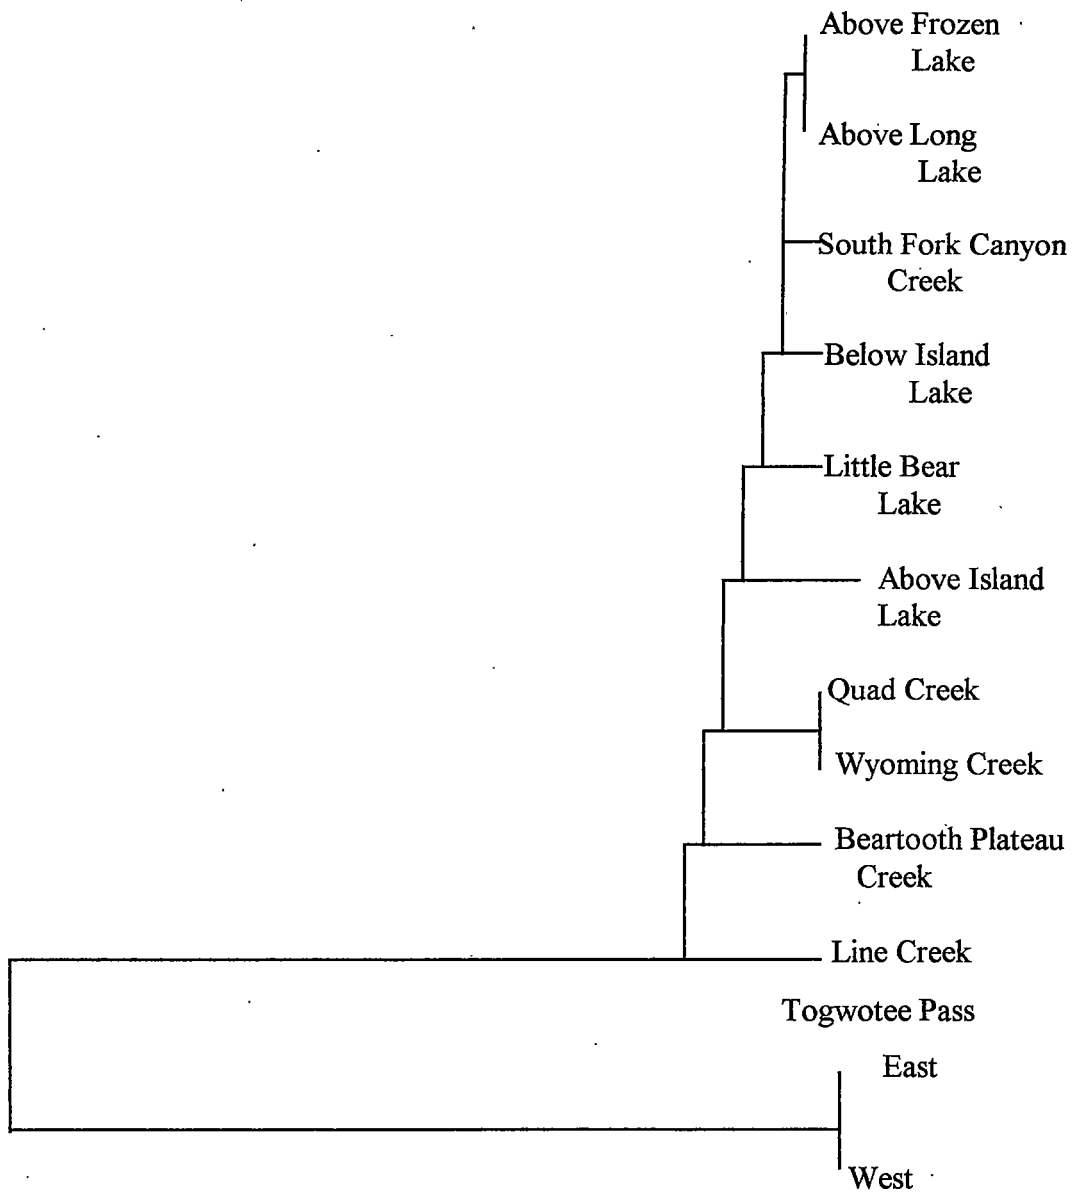 Above Frozen
Lake
Above Long
Lake
South Fork Canyon
Creek
Below Island
Lake
Little Bear
Lake
Above Island
Lake
Quad Creek
Wyoming Creek
Beartooth Plateau
Creek
Line Creek
Togwotee Pass
East
West